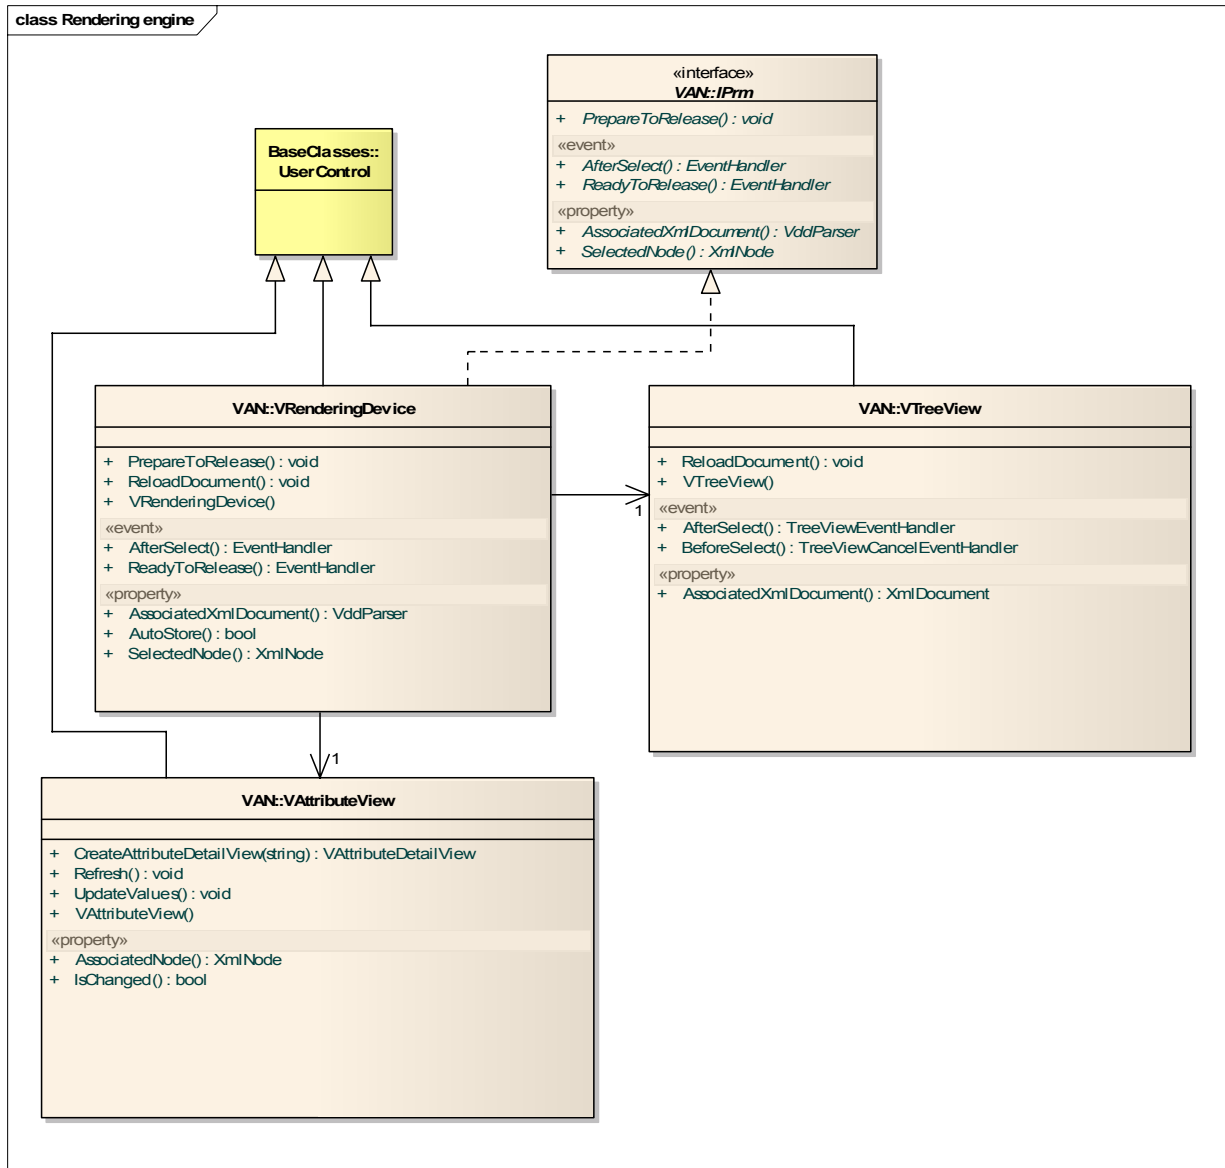 class Rendering engine
«interface»
VAN::IPrm
+ PrepareToRelease() : void
«event»
+ AfterSelect() : EventHandler
+ ReadyToRelease() : EventHandler
«property»
+ AssociatedXmlDocument() : VddParser
+ SelectedNode() : XmlNode
BaseClasses::
UserControl
VAN::VRenderingDevice
+ PrepareToRelease() : void
+ ReloadDocument() : void
+ VRenderingDevice()
«event»
+ AfterSelect() : EventHandler
+ ReadyToRelease() : EventHandler
«property»
+ AssociatedXmlDocument() : VddParser
+ AutoStore() : bool
+ SelectedNode() : XmlNode
1
VAN::VTreeView
+ ReloadDocument() : void
+ VTreeView()
«event»
+ AfterSelect() : TreeViewEventHandler
+ BeforeSelect() : TreeViewCancelEventHandler
«property»
+ AssociatedXmlDocument() : XmlDocument
1
VAN::VAttributeView
+ CreateAttributeDetailView(string) : VAttributeDetailView
+ Refresh() : void
+ UpdateValues() : void
+ VAttributeView()
«property»
+ AssociatedNode() : XmlNode
+ IsChanged() : bool